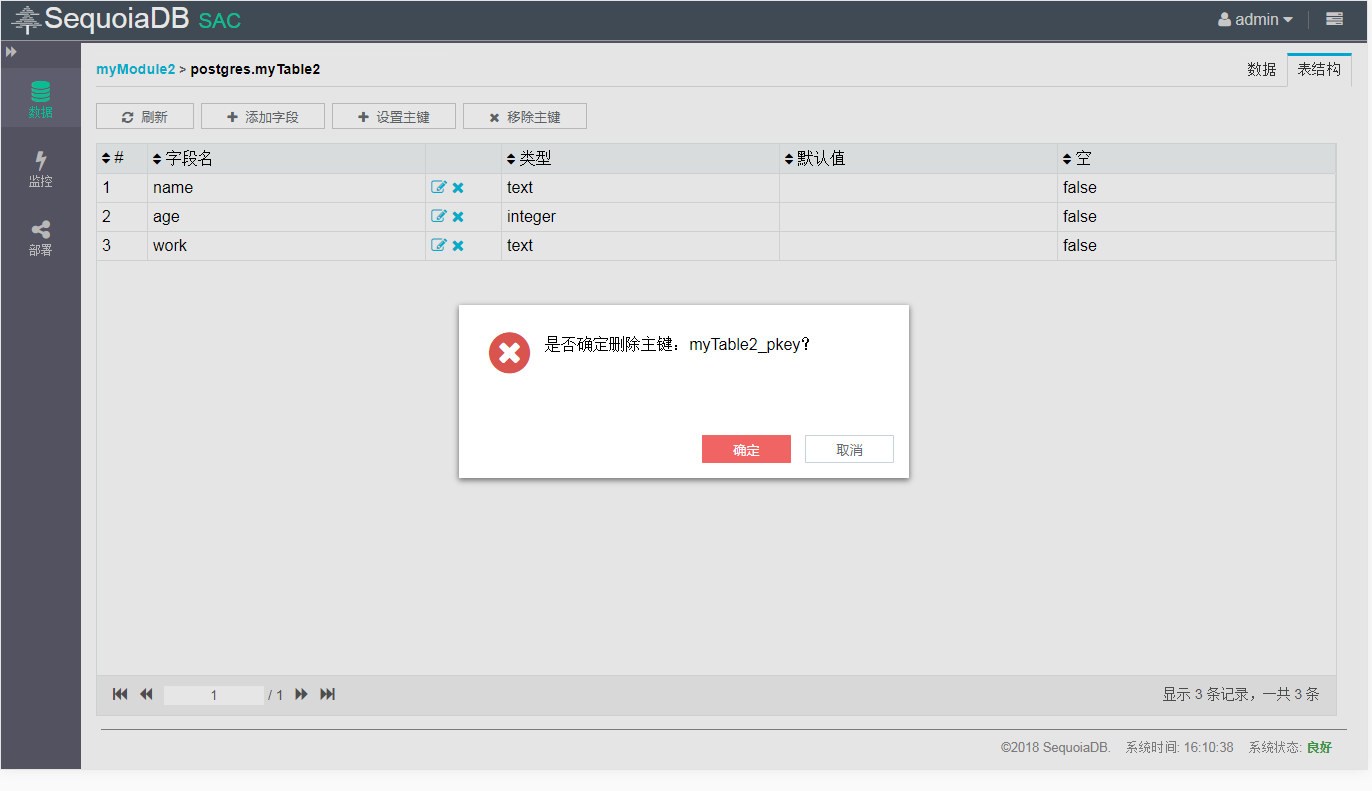 SequoiaDB SAC
admin
myModule2 > postgres.myTable2
数据 表结构
刷新 添加字段 设置主键 移除主键
数据
监控
部署
# 字段名 类型 默认值 空
1 name text false
2 age integer false
3 work text false
是否确定删除主键：myTable2_pkey？
确定 取消
1 / 1 显示 3 条记录，一共 3 条
©2018 SequoiaDB. 系统时间: 16:10:38 系统状态: 良好